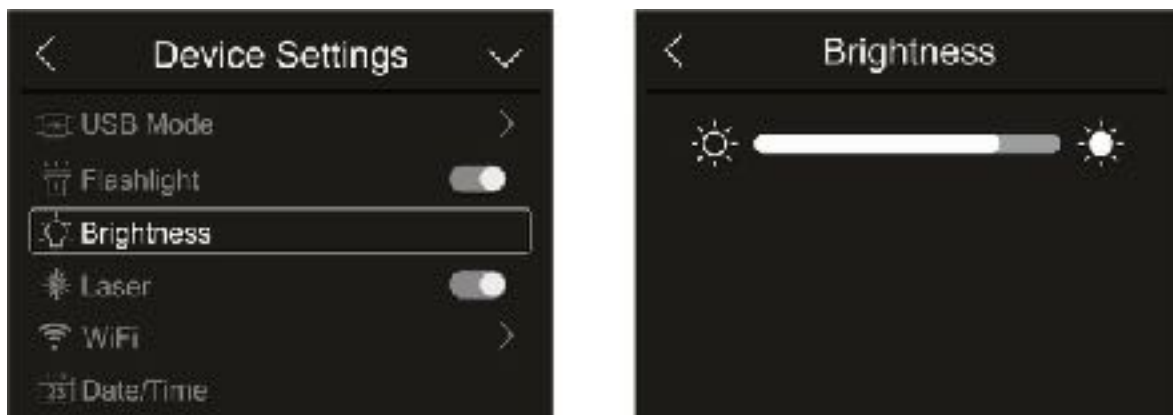 Device Settings
USB Mode
Flashlight
Brightness
Laser
WiFi
Date/Time
Brightness